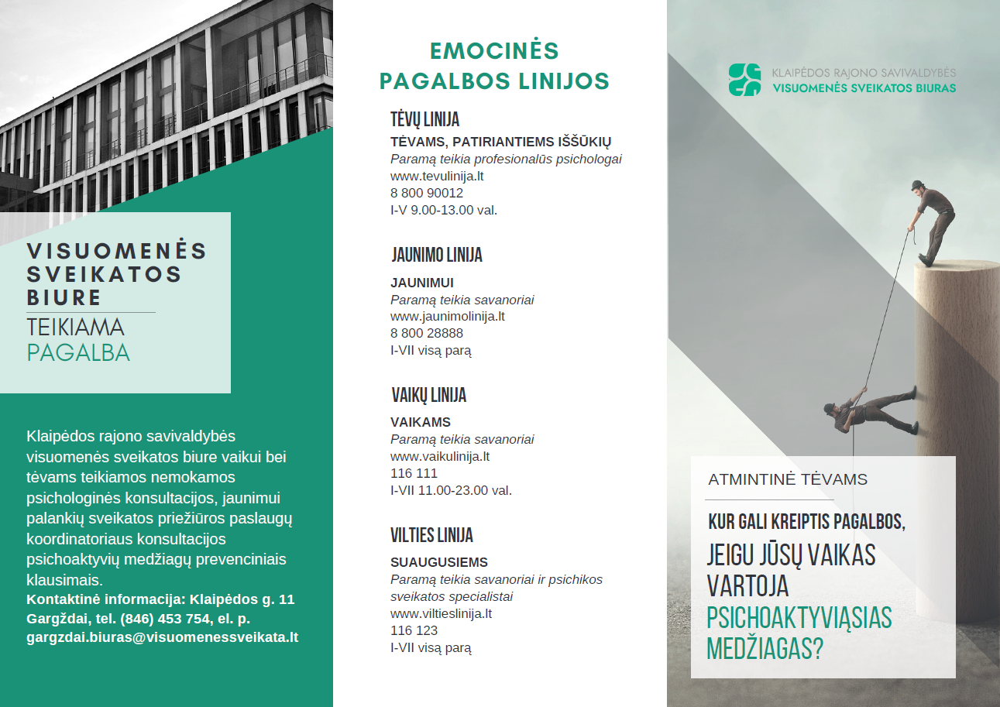 VISUOMENĖS
SVEIKATOS
BIURE
TEIKIAMA
PAGALBA
Klaipėdos rajono savivaldybės
visuomenės sveikatos biure vaikui bei
tėvams teikiamos nemokamos
psichologinės konsultacijos, jaunimui
palankių sveikatos priežiūros paslaugų
koordinatoriaus konsultacijos
psichoaktyvių medžiagų prevenciniais
klausimais.
Kontaktinė informacija: Klaipėdos g. 11
Gargždai, tel. (846) 453 754, el. p.
gargzdai.biuras@visuomenessveikata.lt
EMOCINĖS
PAGALBOS LINIJOS
TĖVŲ LINIJA
TĖVAMS, PATIRIANTIEMS IŠŠŪKIŲ
Paramą teikia profesionalūs psichologai
www.tevulinija.lt
8 800 90012
I-V 9.00-13.00 val.
JAUNIMO LINIJA
JAUNIMUI
Paramą teikia savanoriai
www.jaunimolinija.lt
8 800 28888
I-VII visą parą
VAIKŲ LINIJA
VAIKAMS
Paramą teikia savanoriai
www.vaikulinija.lt
116 111
I-VII 11.00-23.00 val.
VILTIES LINIJA
SUAUGUSIEMS
Paramą teikia savanoriai ir psichikos
sveikatos specialistai
www.viltieslinija.lt
116 123
I-VII visą parą
KLAIPĖDOS RAJONO SAVIVALDYBĖS
VISUOMENĖS SVEIKATOS BIURAS
ATMINTINĖ TĖVAMS
KUR GALI KREIPTIS PAGALBOS,
JEIGU JŪSŲ VAIKAS
VARTOJA
PSICHOAKTYVIĄSIAS
MEDŽIAGAS?